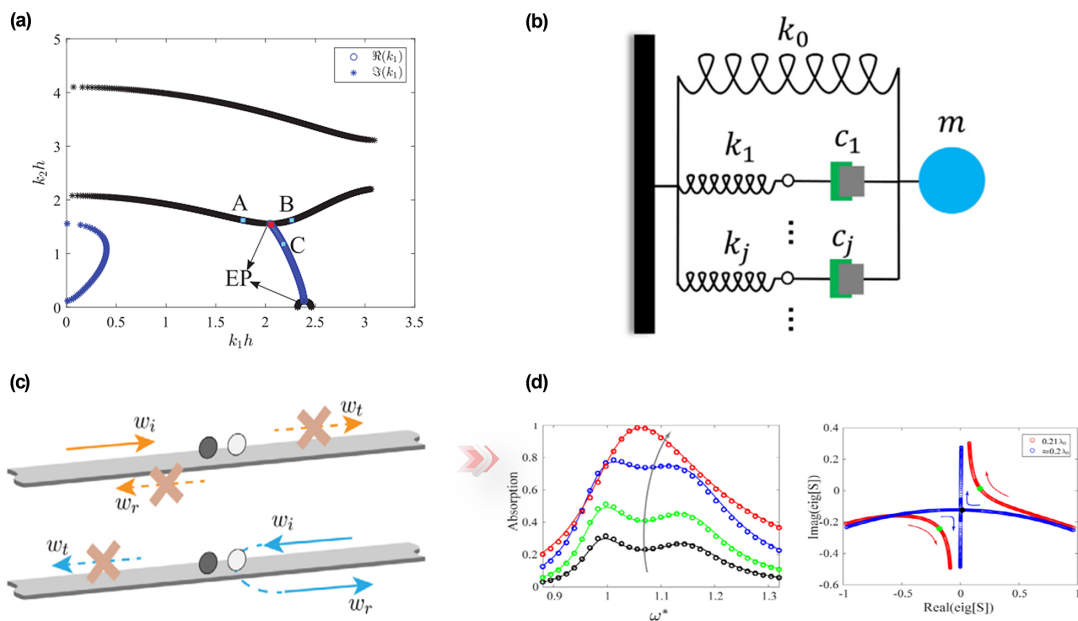 (a)
ℜ(k₁)
ℑ(k₁)
5
4
3
2
1
0
k₂h
A
B
C
EP
0
0.5
1
1.5
2
2.5
3
3.5
k₁h
(b)
k₀
k₁
c₁
m
⋮
kⱼ
cⱼ
⋮
(c)
wᵢ
wₜ
wᵣ
wᵢ
wₜ
wᵣ
(d)
1
0.8
0.6
0.4
0.2
0
Absorption
0.9
1
1.1
1.2
1.3
ω*
0.4
0.2
0
-0.2
-0.4
-0.6
Imag(eig[S])
0.21λ₀
≈0.2λ₀
-1
-0.5
0
0.5
1
Real(eig[S])